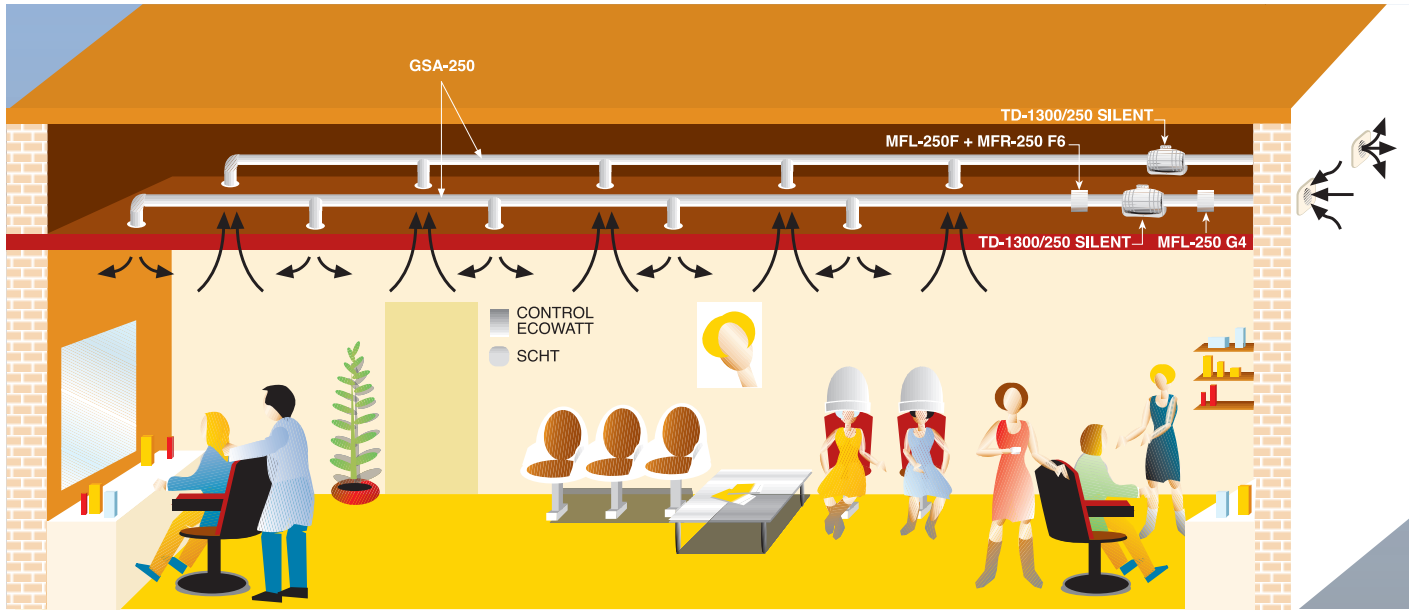 GSA-250
TD-1300/250 SILENT
MFL-250F + MFR-250 F6
TD-1300/250 SILENT
MFL-250 G4
CONTROL
ECOWATT
SCHT